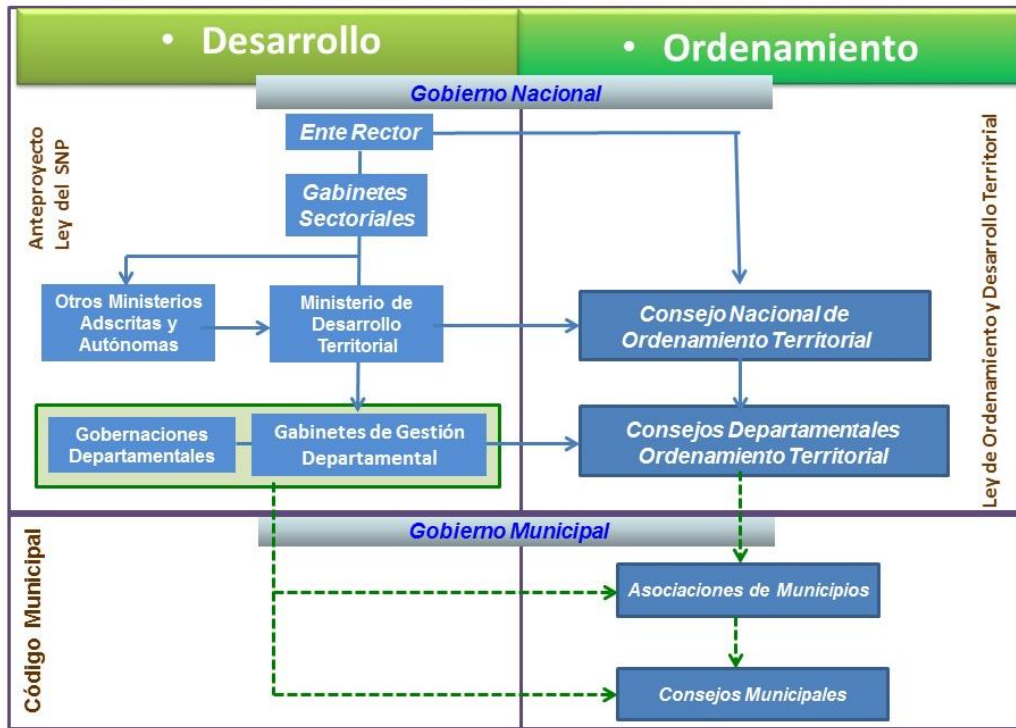 • Desarrollo
• Ordenamiento
Gobierno Nacional
Anteproyecto
Ley del SNP
Ente Rector
Gabinetes
Sectoriales
Otros Ministerios
Adscritas y
Autónomas
Ministerio de
Desarrollo
Territorial
Consejo Nacional de
Ordenamiento Territorial
Gobernaciones
Departamentales
Gabinetes de Gestión
Departamental
Consejos Departamentales
Ordenamiento Territorial
Ley de Ordenamiento y Desarrollo Territorial
Gobierno Municipal
Código Municipal
Asociaciones de Municipios
Consejos Municipales